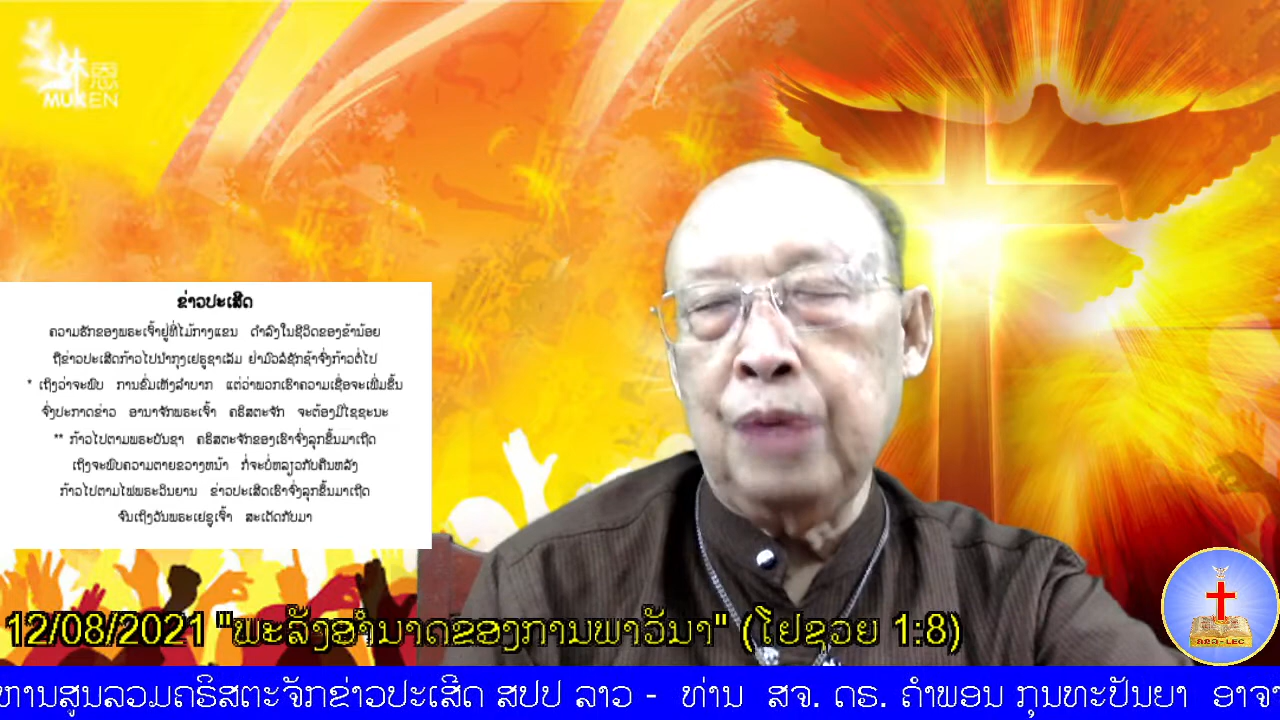 MUKEN
ຂ່າວປະເສີດ
ຄວາມຮັກຂອງພຣະເຈົ້າຢູ່ທີ່ໄມ້ກາງແຂນ ດຳລົງໃນຊີວິດຂອງຂ້ານ້ອຍ
ຖືຂ່າວປະເສີດກ້າວໄປນຳກຸງເຢຣູຊາເລັມ ຢ່າມົວລໍຊັກຊ້າຈົ່ງກ້າວຕໍ່ໄປ
* ເຖິງວ່າຈະພົບ ການຂົ່ມເຫັງລຳບາກ ແຕ່ວ່າພວກເຮົາຄວາມເຊື່ອຈະເພີ່ມຂຶ້ນ
ຈົ່ງປະກາດຂ່າວ ອານາຈັກພຣະເຈົ້າ ຄຣິສຕະຈັກ ຈະຕ້ອງມີໄຊຊະນະ
** ກ້າວໄປຕາມພຣະບັນຊາ ຄຣິສຕະຈັກຂອງເຮົາຈົ່ງລຸກຂຶ້ນມາເຖີດ
ເຖິງຈະພົບຄວາມຕາຍຂວາງຫນ້າ ກໍ່ຈະບໍ່ຫລຽວກັບຄືນຫລັງ
ກ້າວໄປຕາມໄຟພຣະວິນຍານ ຂ່າວປະເສີດເຮົາຈົ່ງລຸກຂຶ້ນມາເຖີດ
ຈົນເຖິງວັນພຣະເຢຊູເຈົ້າ ສະເດັດກັບມາ
12/08/2021 "ພະລັງອຳນາດຂອງການພາວັນາ" (ໂຢຊວຍ 1:8)
ຄຂລ-LEC
ຫານສູນລວມຄຣິສຕະຈັກຂ່າວປະເສີດ ສປປ ລາວ - ທ່ານ ສຈ. ດຣ. ຄຳພອນ ກຸນທະປັນຍາ ອາຈາ